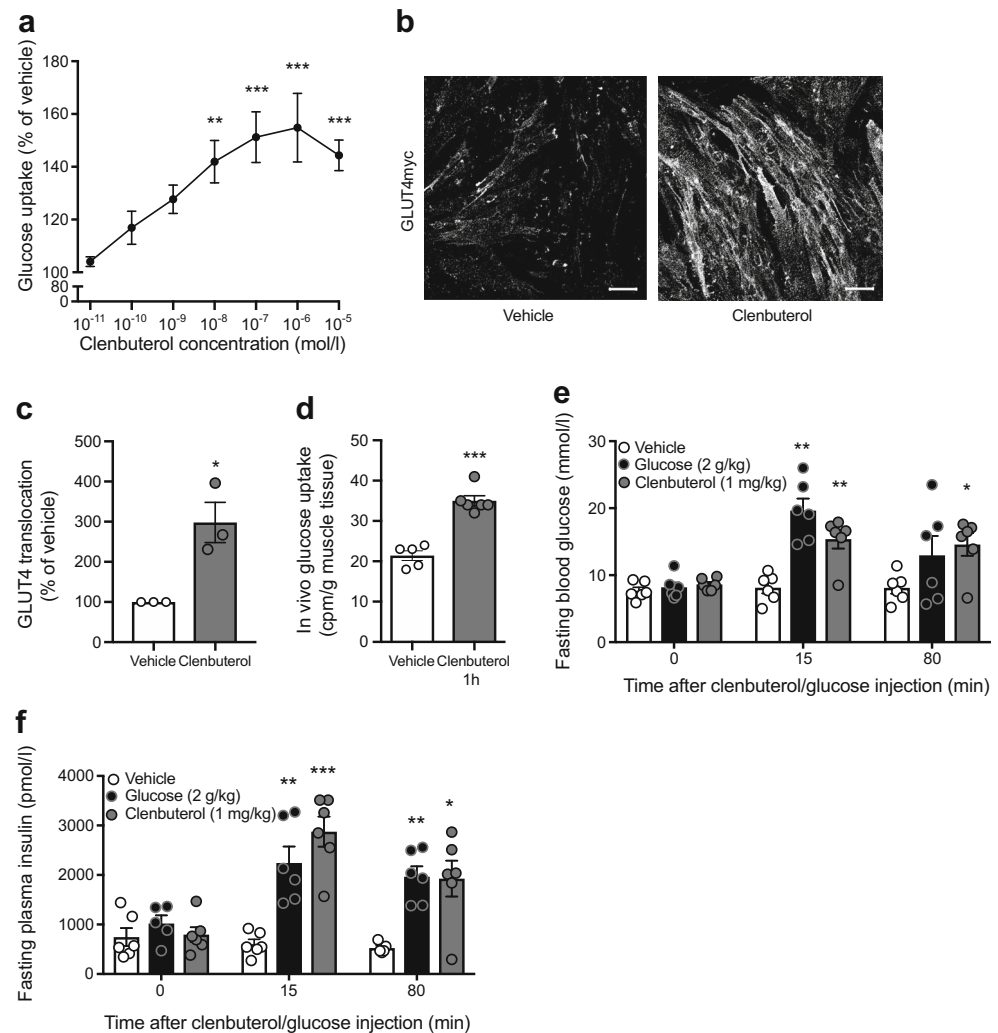 a
Glucose uptake (% of vehicle)
180
160
140
120
100
80
0
** *** *** ***
10⁻¹¹ 10⁻¹⁰ 10⁻⁹ 10⁻⁸ 10⁻⁷ 10⁻⁶ 10⁻⁵
Clenbuterol concentration (mol/l)
b
GLUT4myc
Vehicle Clenbuterol
c
GLUT4 translocation
(% of vehicle)
500
400
300
200
100
0
*
Vehicle Clenbuterol
d
In vivo glucose uptake
(cpm/g muscle tissue)
50
40
30
20
10
0
***
Vehicle Clenbuterol
1h
e
Fasting blood glucose (mmol/l)
30
20
10
0
Vehicle
Glucose (2 g/kg)
Clenbuterol (1 mg/kg)
** ** *
0 15 80
Time after clenbuterol/glucose injection (min)
f
Fasting plasma insulin (pmol/l)
4000
3000
2000
1000
0
Vehicle
Glucose (2 g/kg)
Clenbuterol (1 mg/kg)
** *** ** *
0 15 80
Time after clenbuterol/glucose injection (min)